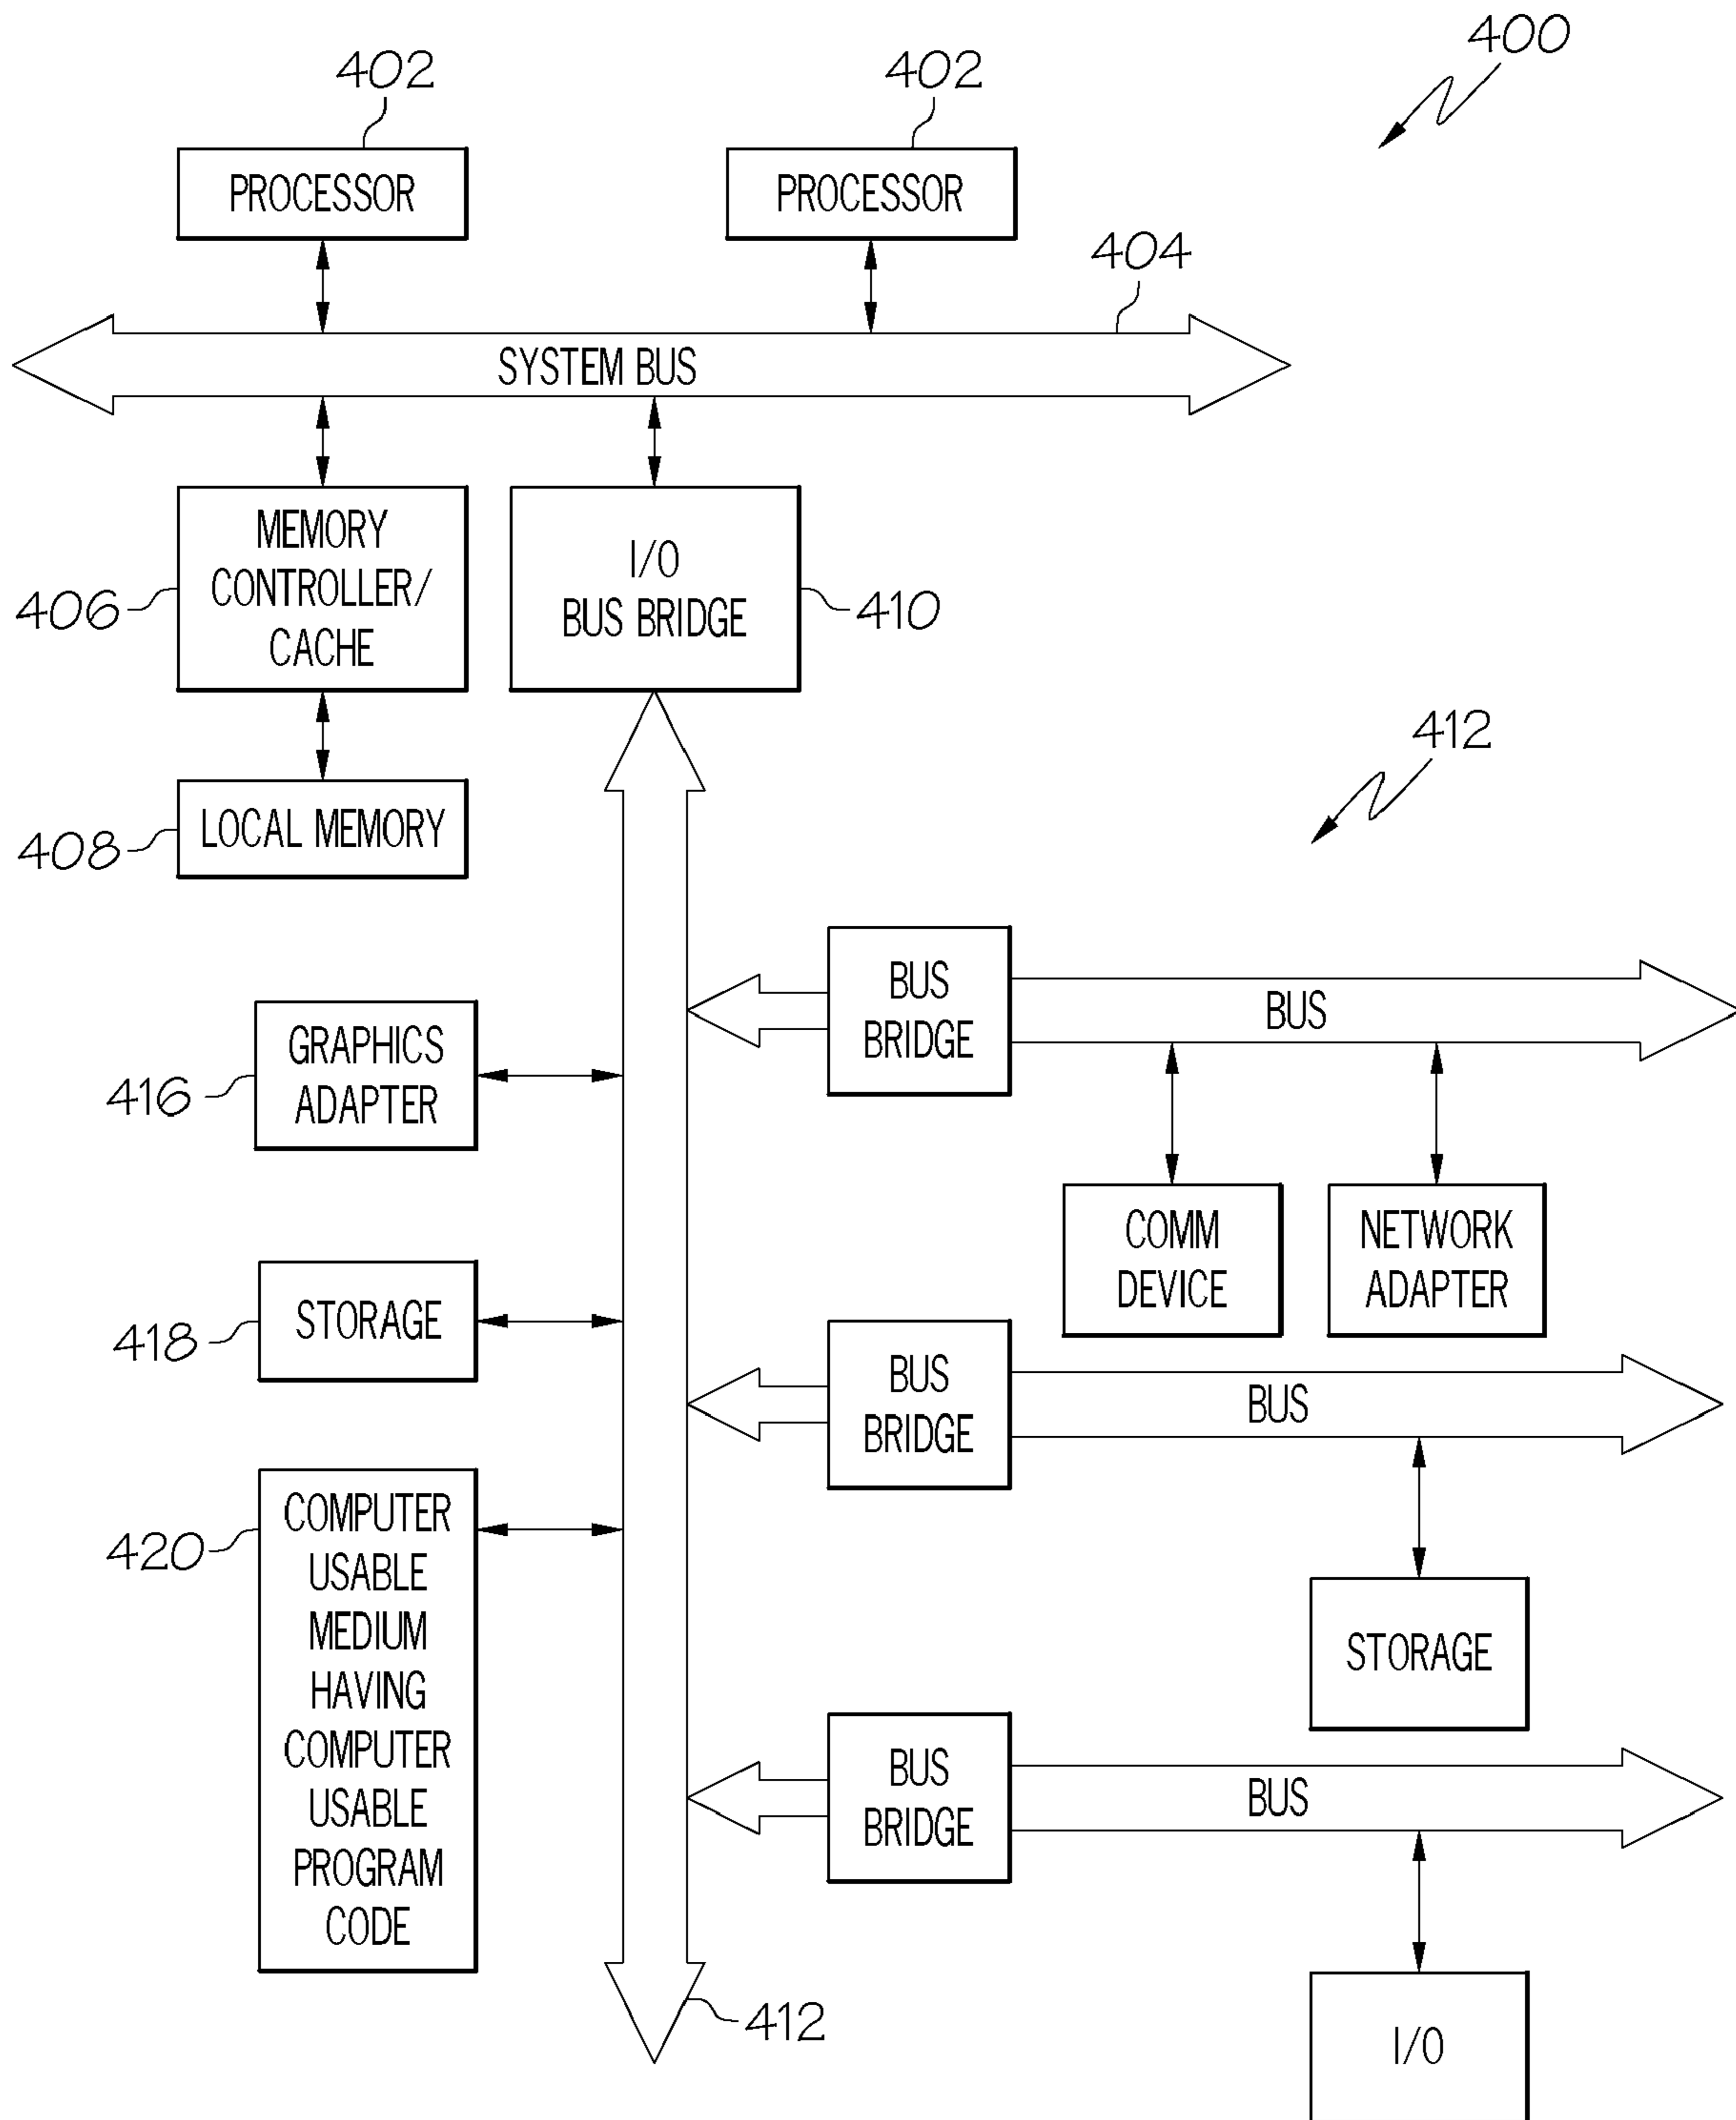 400
402
402
PROCESSOR
PROCESSOR
404
SYSTEM BUS
MEMORY
CONTROLLER/
CACHE
406
I/O
BUS BRIDGE
410
412
LOCAL MEMORY
408
BUS
BRIDGE
BUS
GRAPHICS
ADAPTER
416
COMM
DEVICE
NETWORK
ADAPTER
STORAGE
418
BUS
BRIDGE
BUS
COMPUTER
USABLE
MEDIUM
HAVING
COMPUTER
USABLE
PROGRAM
CODE
420
STORAGE
BUS
BRIDGE
BUS
412
I/O